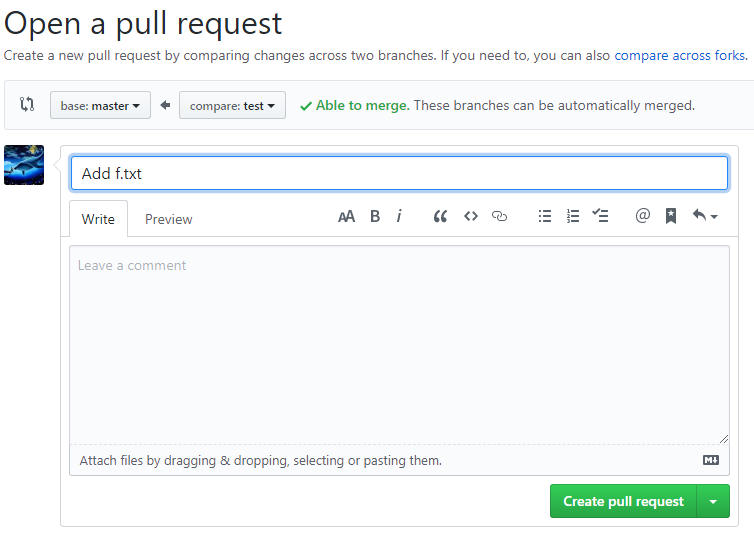 Open a pull request
Create a new pull request by comparing changes across two branches. If you need to, you can also compare across forks.
base: master compare: test Able to merge. These branches can be automatically merged.
Add f.txt
Write Preview AA B i @
Leave a comment
Attach files by dragging & dropping, selecting or pasting them. M
Create pull request